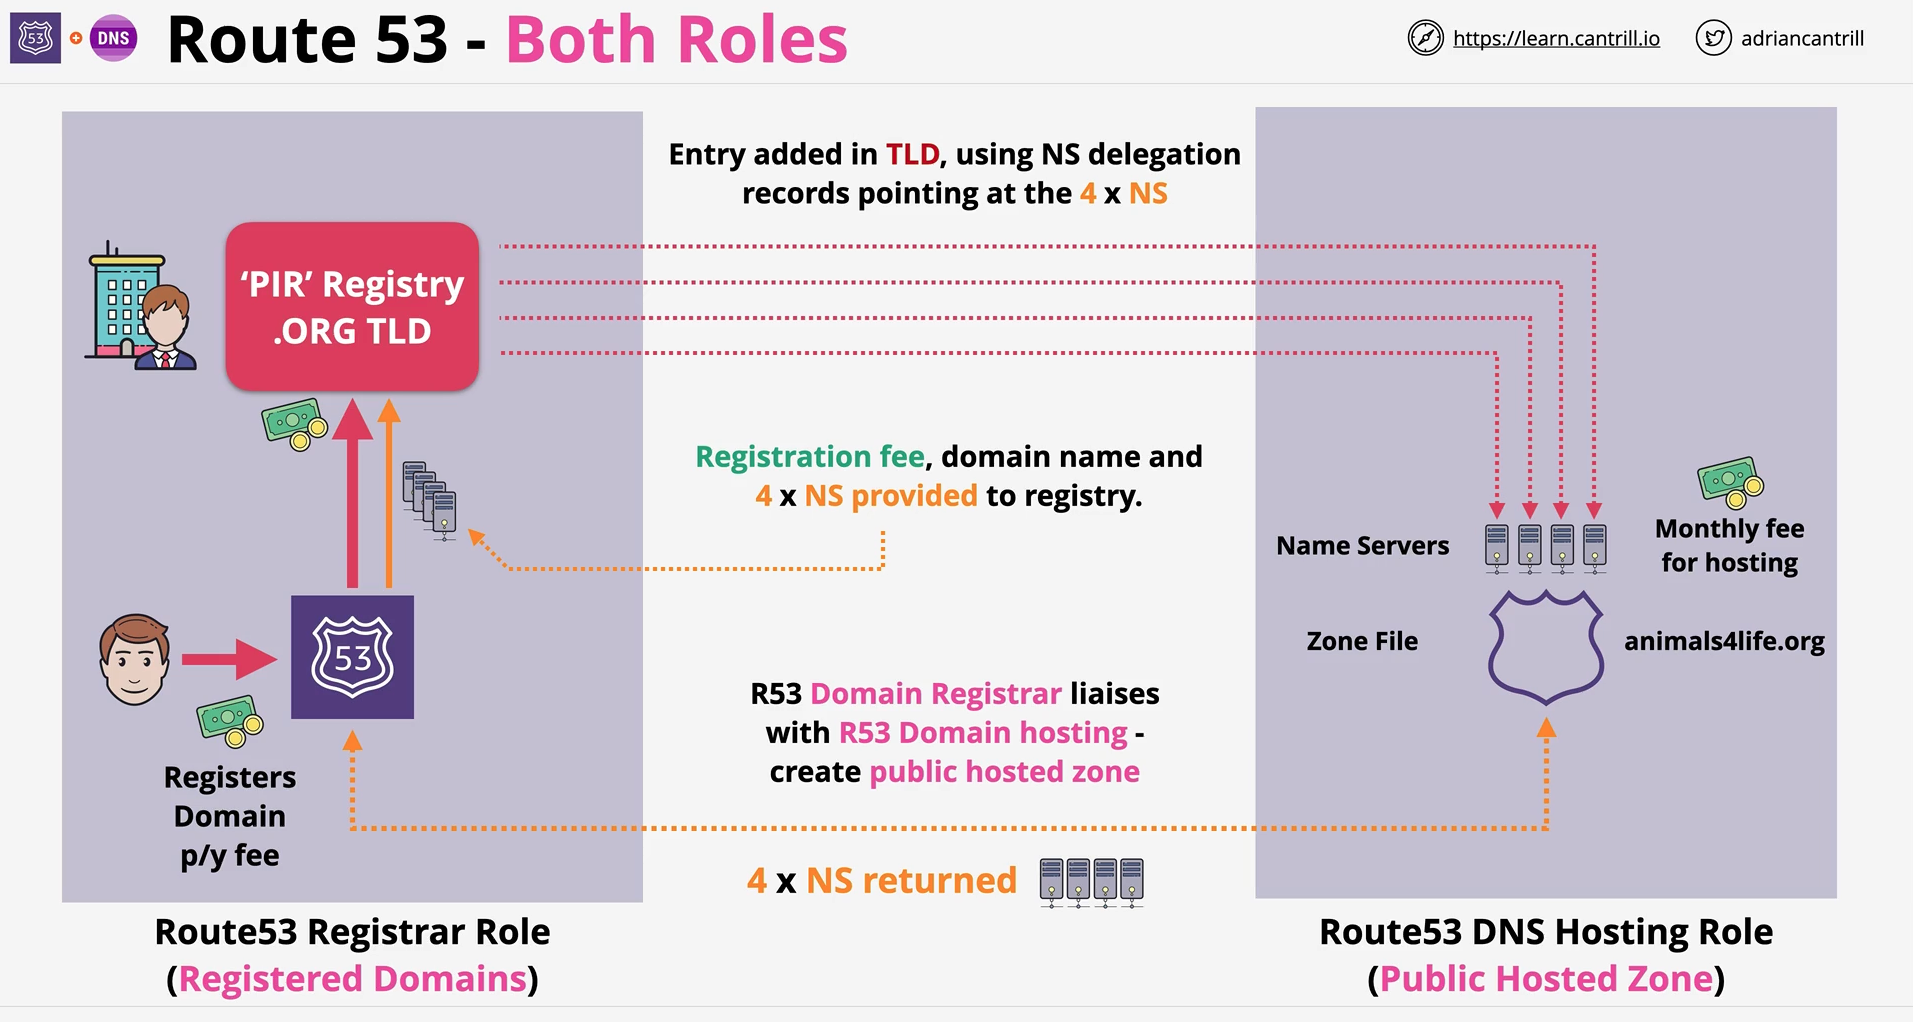 53
DNS
Route 53 - Both Roles
https://learn.cantrill.io
adriancantrill
Entry added in TLD, using NS delegation
records pointing at the 4 x NS
‘PIR’ Registry
.ORG TLD
Registration fee, domain name and
4 x NS provided to registry.
Name Servers
Monthly fee
for hosting
Zone File
animals4life.org
53
R53 Domain Registrar liaises
with R53 Domain hosting -
create public hosted zone
Registers
Domain
p/y fee
4 x NS returned
Route53 Registrar Role
(Registered Domains)
Route53 DNS Hosting Role
(Public Hosted Zone)